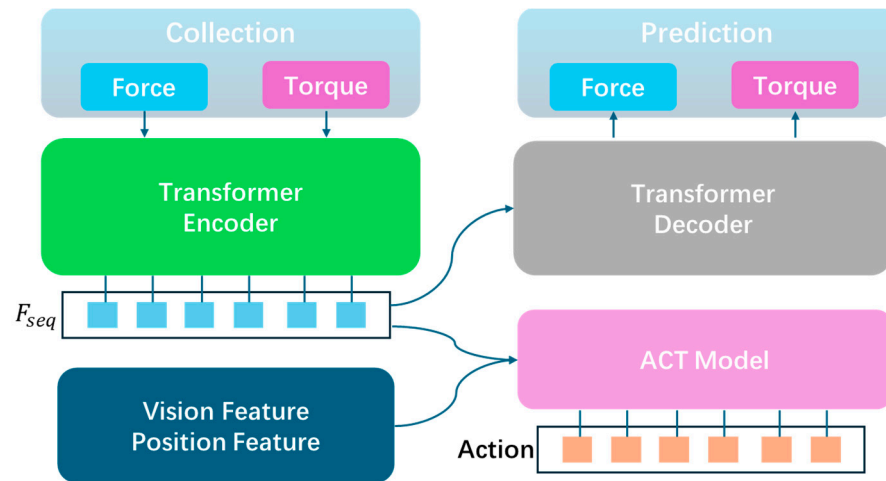 Collection
Force
Torque
Transformer
Encoder
F_seq
Vision Feature
Position Feature
Prediction
Force
Torque
Transformer
Decoder
ACT Model
Action